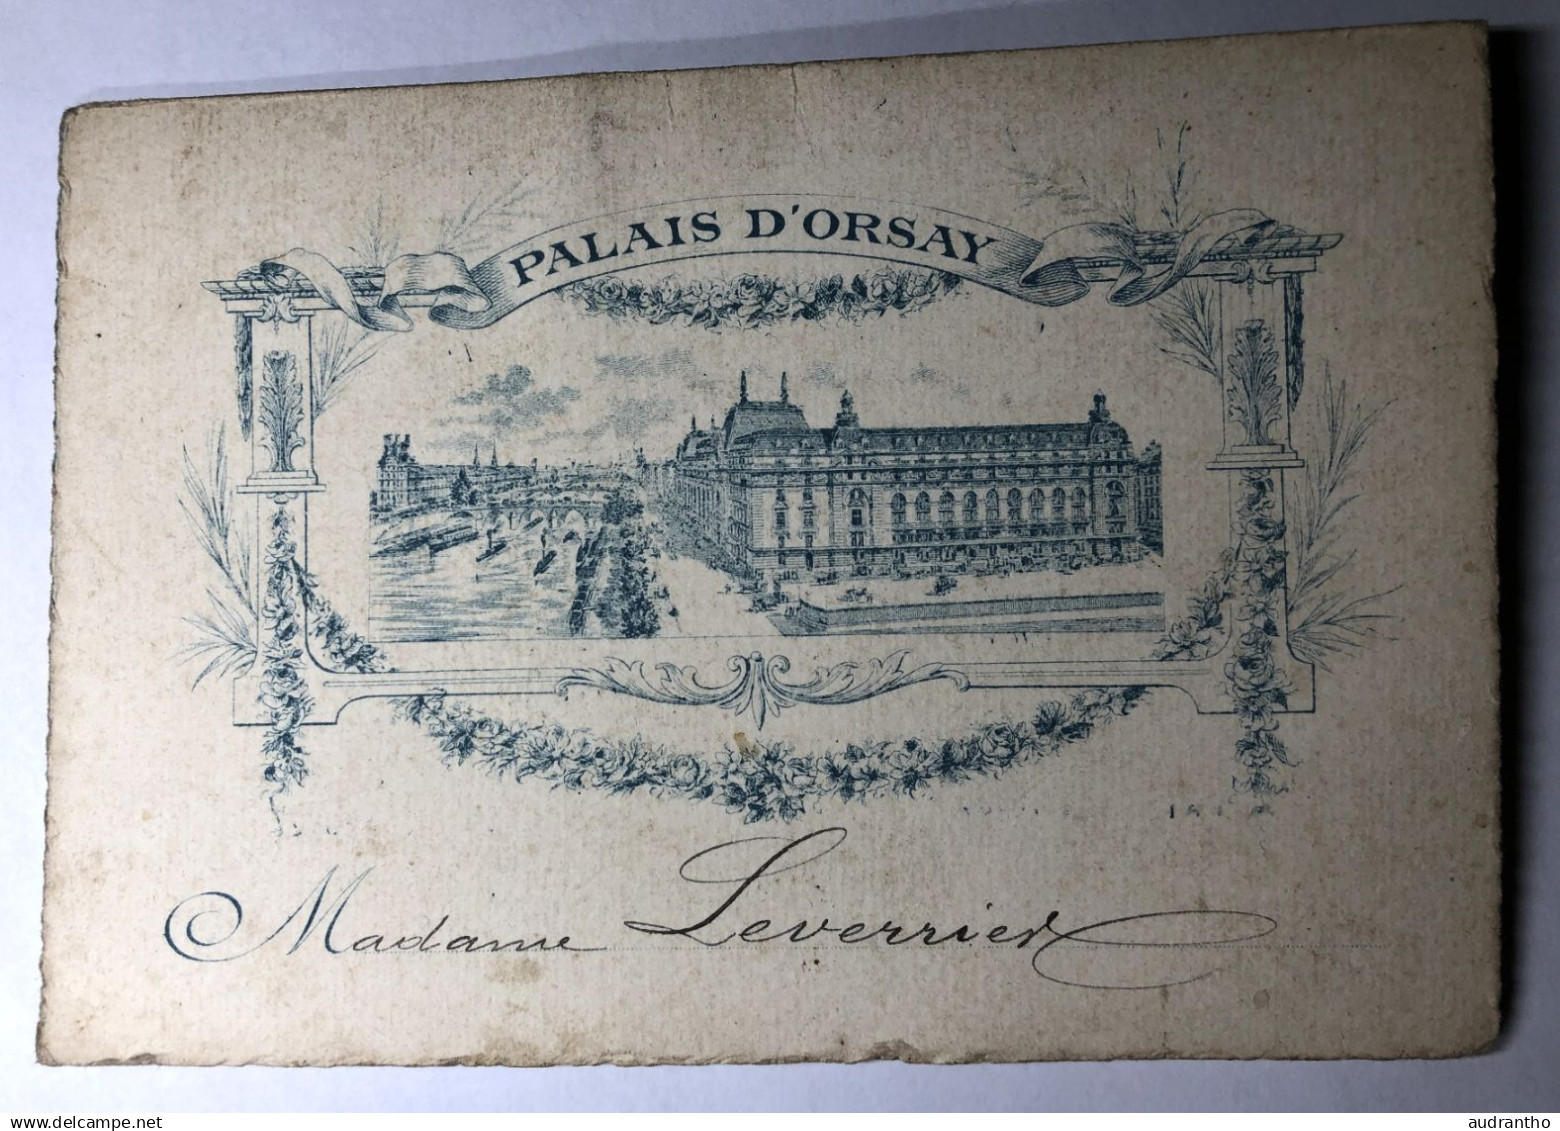 PALAIS D'ORSAY
Madame Leverrier
www.delcampe.net
audrantho